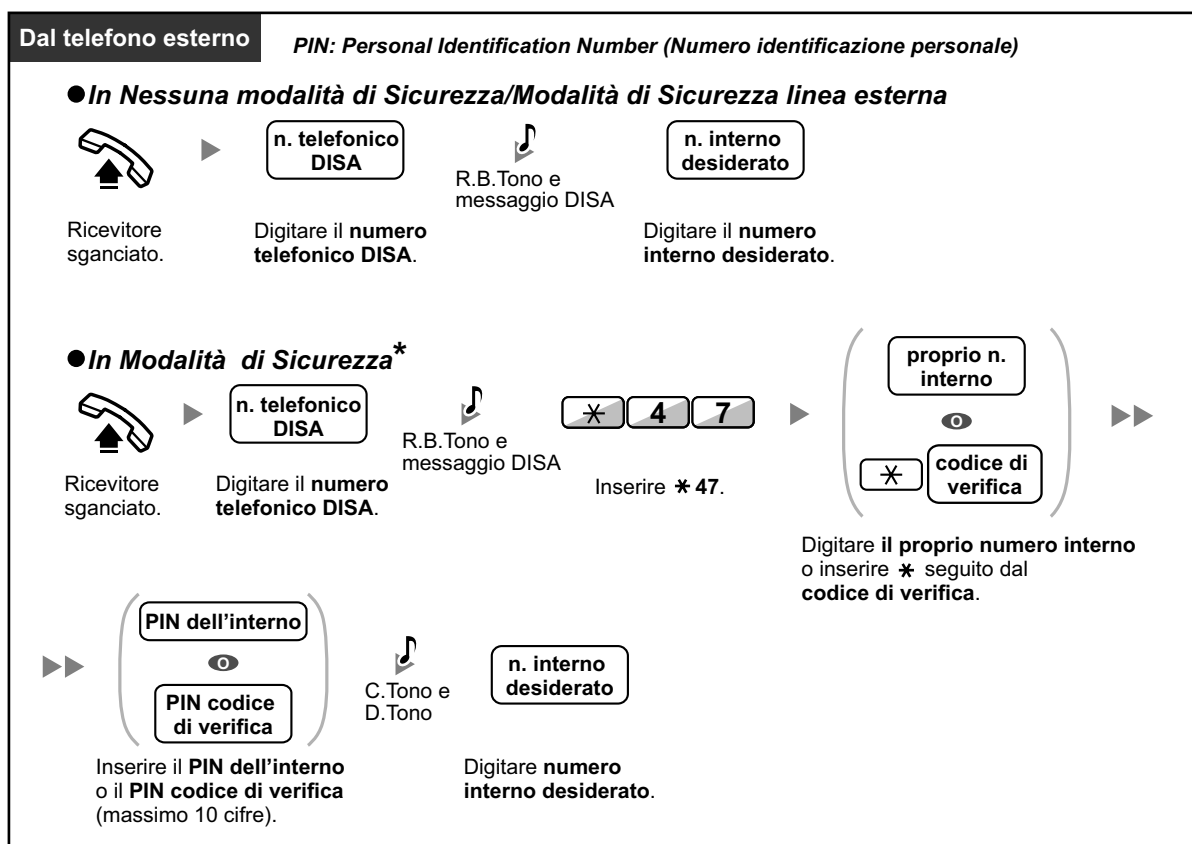 Dal telefono esterno
PIN: Personal Identification Number (Numero identificazione personale)
●In Nessuna modalità di Sicurezza/Modalità di Sicurezza linea esterna
n. telefonico
DISA
R.B.Tono e
messaggio DISA
n. interno
desiderato
Ricevitore
sganciato.
Digitare il numero
telefonico DISA.
Digitare il numero
interno desiderato.
●In Modalità di Sicurezza*
n. telefonico
DISA
R.B.Tono e
messaggio DISA
* 4 7
proprio n.
interno
o
* codice di
verifica
Ricevitore
sganciato.
Digitare il numero
telefonico DISA.
Inserire * 47.
Digitare il proprio numero interno
o inserire * seguito dal
codice di verifica.
PIN dell'interno
o
PIN codice
di verifica
C.Tono e
D.Tono
n. interno
desiderato
Inserire il PIN dell'interno
o il PIN codice di verifica
(massimo 10 cifre).
Digitare numero
interno desiderato.